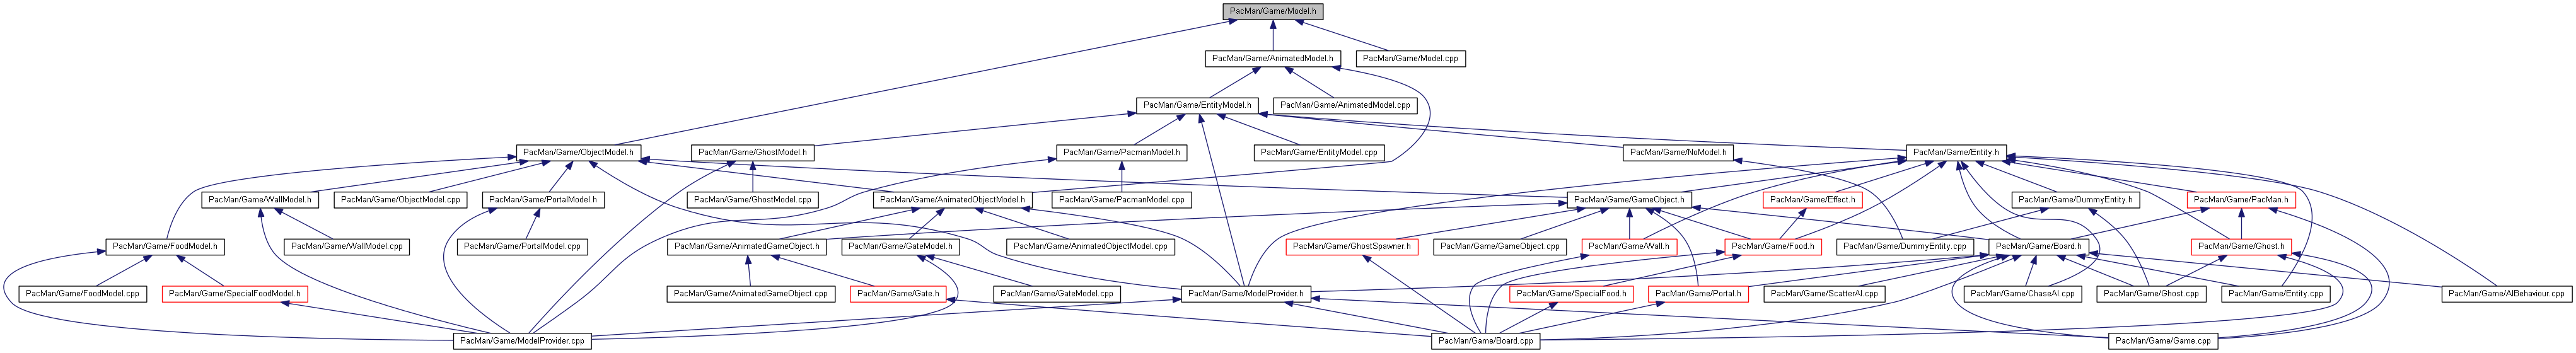 PacMan/Game/Model.h
PacMan/Game/AnimatedModel.h
PacMan/Game/Model.cpp
PacMan/Game/EntityModel.h
PacMan/Game/AnimatedModel.cpp
PacMan/Game/ObjectModel.h
PacMan/Game/GhostModel.h
PacMan/Game/PacmanModel.h
PacMan/Game/EntityModel.cpp
PacMan/Game/NoModel.h
PacMan/Game/Entity.h
PacMan/Game/WallModel.h
PacMan/Game/ObjectModel.cpp
PacMan/Game/PortalModel.h
PacMan/Game/GhostModel.cpp
PacMan/Game/AnimatedObjectModel.h
PacMan/Game/PacmanModel.cpp
PacMan/Game/GameObject.h
PacMan/Game/Effect.h
PacMan/Game/DummyEntity.h
PacMan/Game/PacMan.h
PacMan/Game/FoodModel.h
PacMan/Game/WallModel.cpp
PacMan/Game/PortalModel.cpp
PacMan/Game/AnimatedGameObject.h
PacMan/Game/GateModel.h
PacMan/Game/AnimatedObjectModel.cpp
PacMan/Game/GhostSpawner.h
PacMan/Game/GameObject.cpp
PacMan/Game/Wall.h
PacMan/Game/Food.h
PacMan/Game/DummyEntity.cpp
PacMan/Game/Board.h
PacMan/Game/Ghost.h
PacMan/Game/FoodModel.cpp
PacMan/Game/SpecialFoodModel.h
PacMan/Game/AnimatedGameObject.cpp
PacMan/Game/Gate.h
PacMan/Game/GateModel.cpp
PacMan/Game/ModelProvider.h
PacMan/Game/SpecialFood.h
PacMan/Game/Portal.h
PacMan/Game/ScatterAI.cpp
PacMan/Game/ChaseAI.cpp
PacMan/Game/Ghost.cpp
PacMan/Game/Entity.cpp
PacMan/Game/AIBehaviour.cpp
PacMan/Game/ModelProvider.cpp
PacMan/Game/Board.cpp
PacMan/Game/Game.cpp